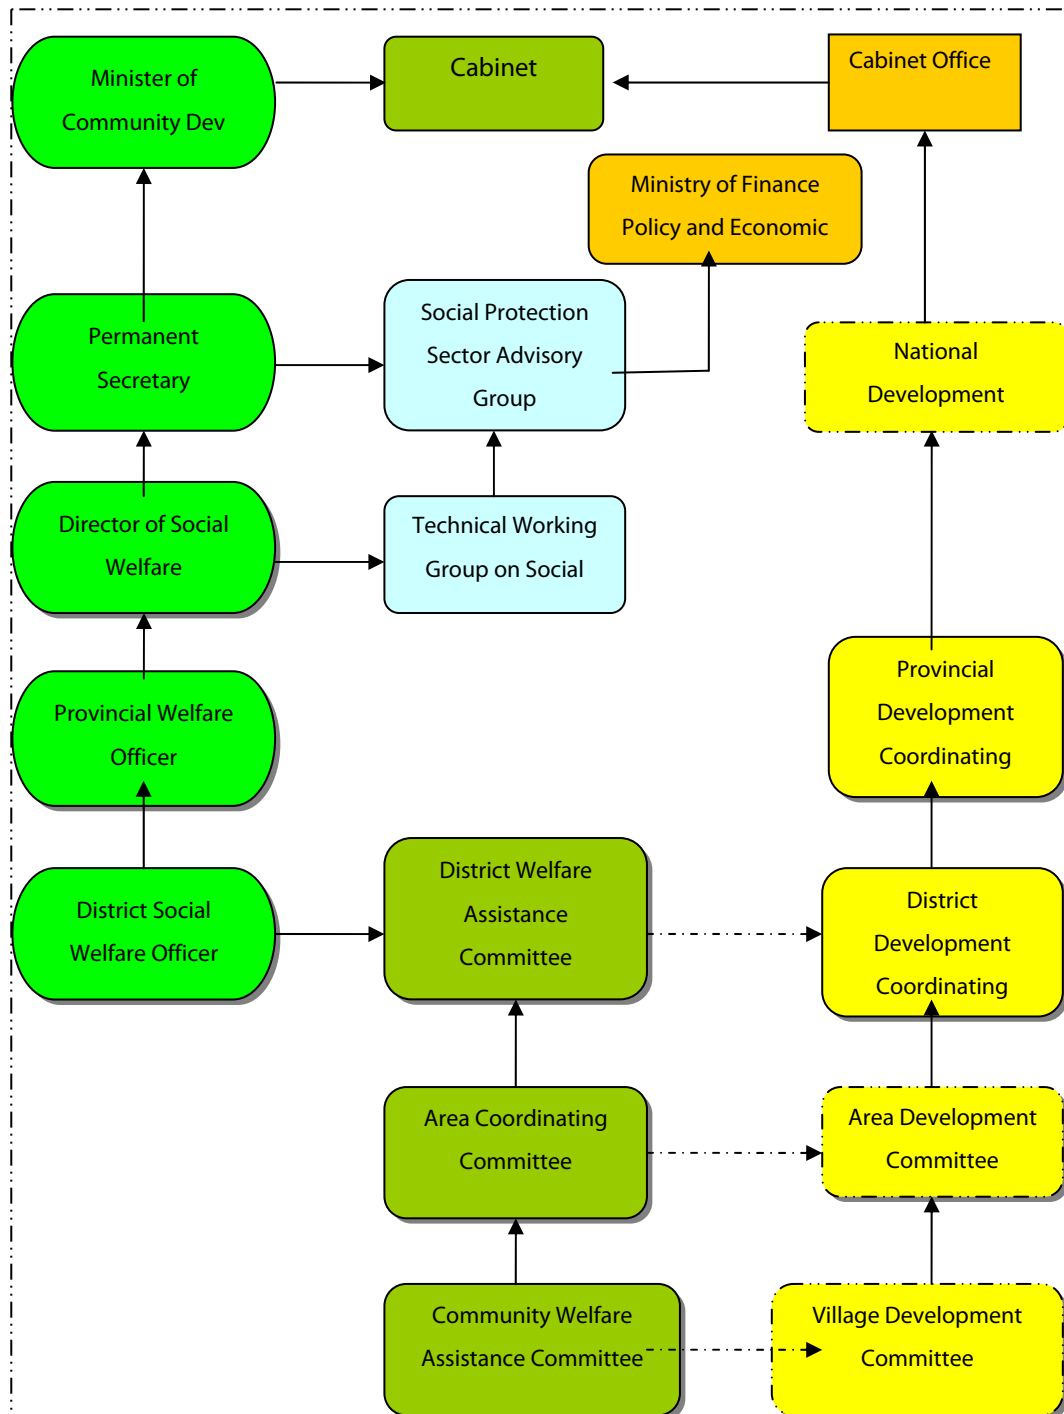 Minister of
Community Dev
Cabinet
Cabinet Office
Ministry of Finance
Policy and Economic
Permanent
Secretary
Social Protection
Sector Advisory
Group
National
Development
Director of Social
Welfare
Technical Working
Group on Social
Provincial Welfare
Officer
Provincial
Development
Coordinating
District Social
Welfare Officer
District Welfare
Assistance
Committee
District
Development
Coordinating
Area Coordinating
Committee
Area Development
Committee
Community Welfare
Assistance Committee
Village Development
Committee